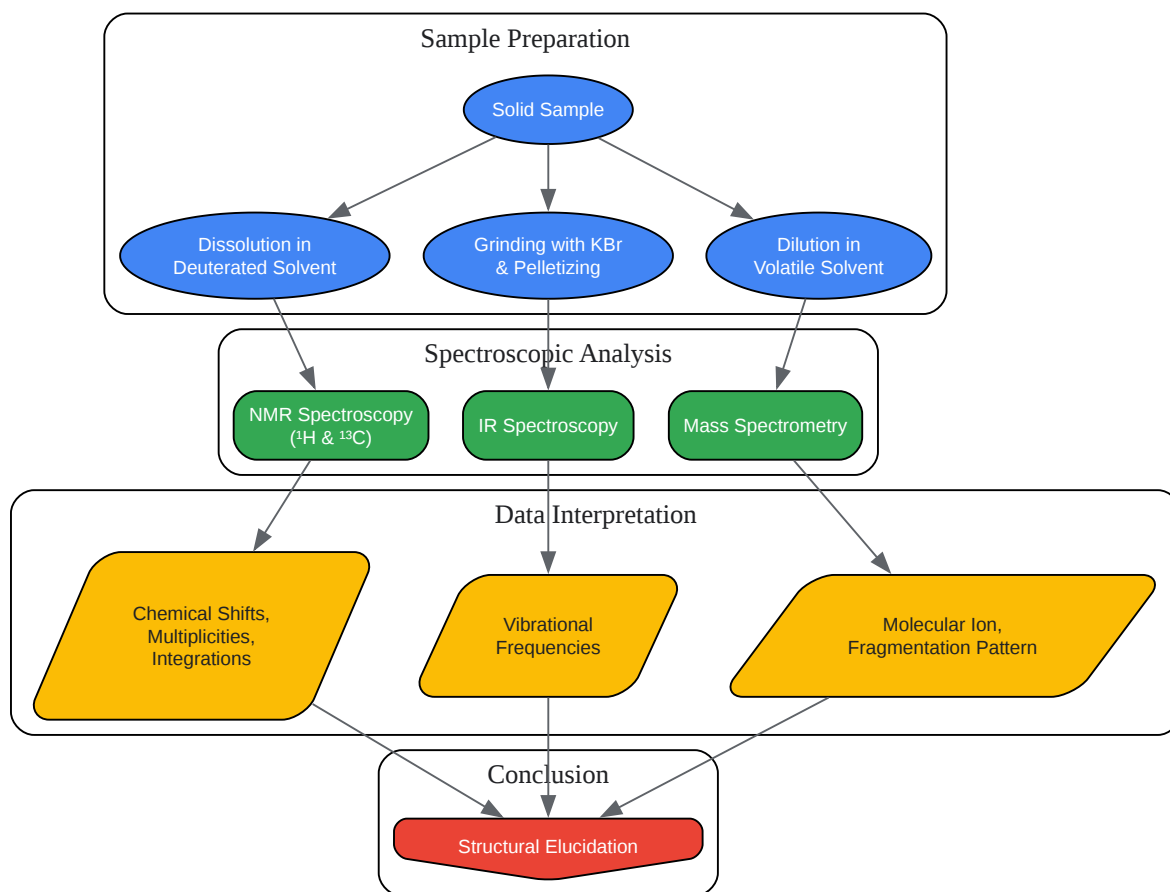 Sample Preparation
Solid Sample
Dissolution in
Deuterated Solvent
Grinding with KBr
& Pelletizing
Dilution in
Volatile Solvent
Spectroscopic Analysis
NMR Spectroscopy
(¹H & ¹³C)
IR Spectroscopy
Mass Spectrometry
Data Interpretation
Chemical Shifts,
Multiplicities,
Integrations
Vibrational
Frequencies
Molecular Ion,
Fragmentation Pattern
Conclusion
Structural Elucidation